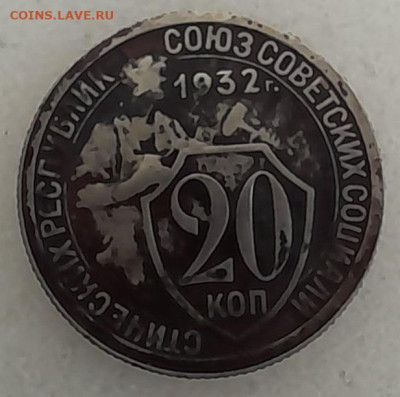 COINS.LAVE.RU
СОЮЗ СОВЕТСКИХ СОЦИАЛИ
СТИЧЕСКИХ РЕСПУБЛИК
1932 г.
20
КОП